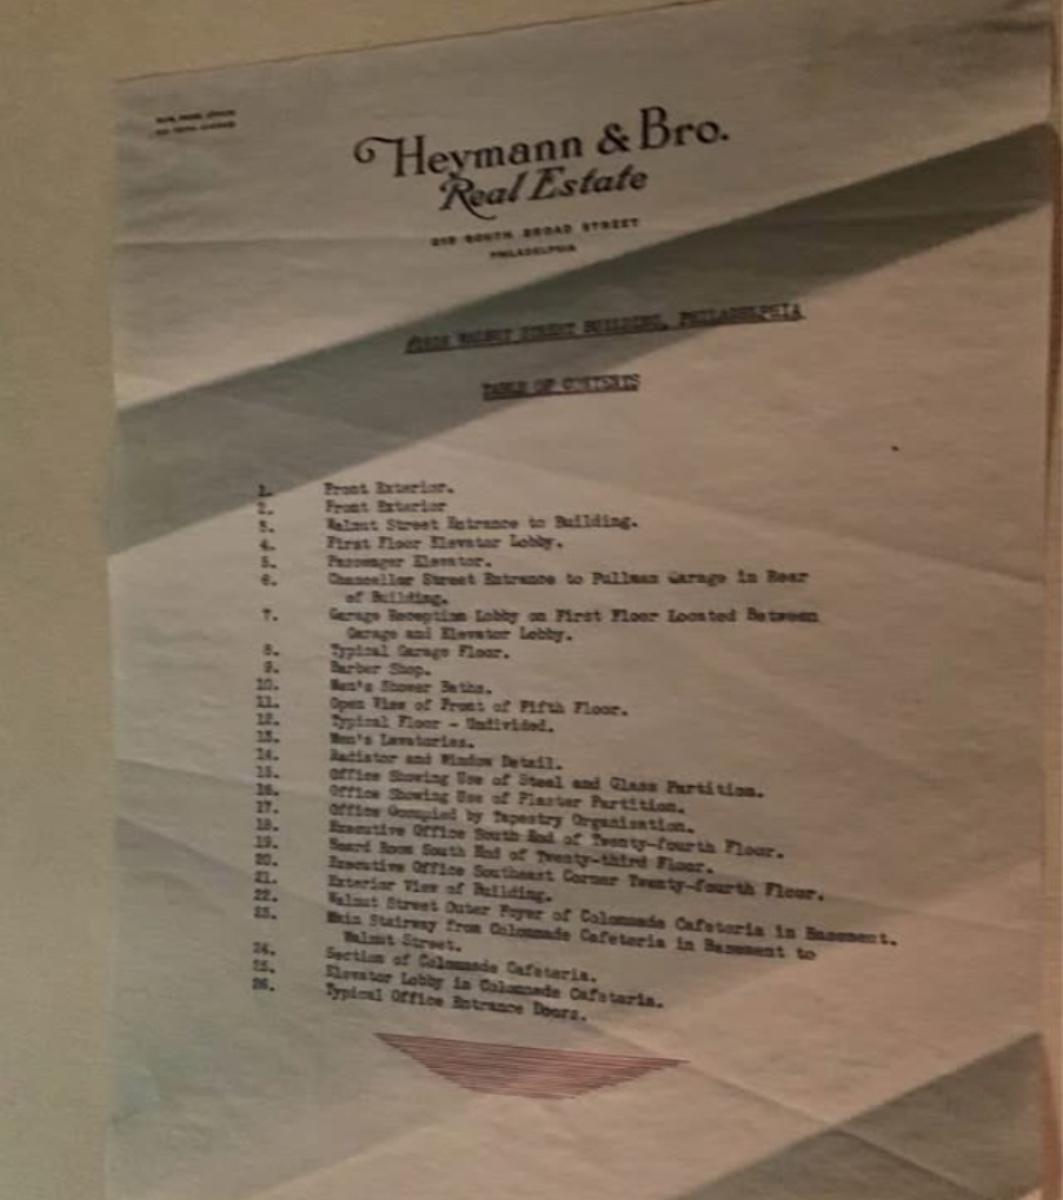 Heymann & Bro.
Real Estate
SOUTH BROAD STREET
PHILADELPHIA
WALNUT STREET BUILDING, PHILADELPHIA
TABLE OF CONTENTS
1. Front Exterior.
2. Front Exterior
3. Walnut Street Entrance to Building.
4. First Floor Elevator Lobby.
5. Passenger Elevator.
6. Chancellor Street Entrance to Pullman Garage in Rear
of Building.
7. Garage Reception Lobby on First Floor Located Between
Garage and Elevator Lobby.
8. Typical Garage Floor.
9. Barber Shop.
10. Men's Shower Baths.
11. Open View of Front of Fifth Floor.
12. Typical Floor - Undivided.
13. Men's Lavatories.
14. Radiator and Window Detail.
15. Office Showing Use of Steel and Glass Partition.
16. Office Showing Use of Plaster Partition.
17. Office Occupied by Tapestry Organization.
18. Executive Office South End of Twenty-fourth Floor.
19. Board Room South End of Twenty-third Floor.
20. Executive Office Southeast Corner Twenty-fourth Floor.
21. Exterior View of Building.
22. Walnut Street Outer Foyer of Colonnade Cafeteria in Basement.
23. Main Stairway from Colonnade Cafeteria in Basement to
Walnut Street.
24. Section of Colonnade Cafeteria.
25. Elevator Lobby in Colonnade Cafeteria.
26. Typical Office Entrance Doors.